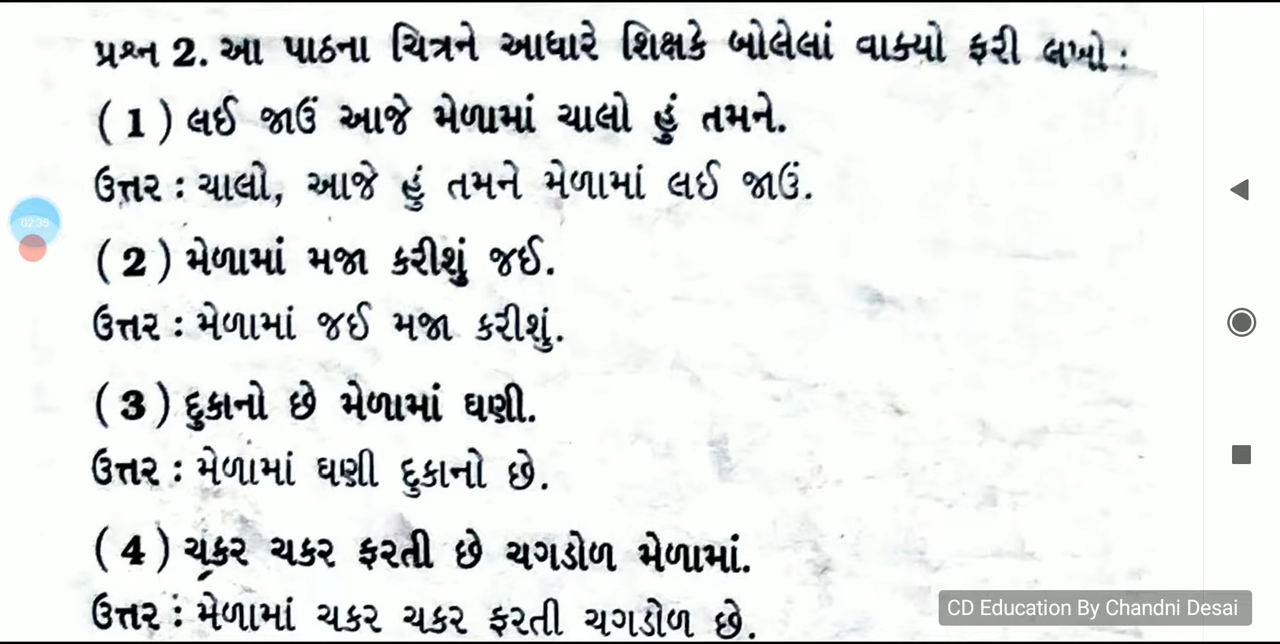 પ્રશ્ન 2. આ પાઠના ચિત્રને આધારે શિક્ષકે બોલેલાં વાક્યો ફરી લખો :
( 1 ) લઈ જાઉં આજે મેળામાં ચાલો હું તમને.
ઉત્તર : ચાલો, આજે હું તમને મેળામાં લઈ જાઉં.
02:35
( 2 ) મેળામાં મજા કરીશું જઈ.
ઉત્તર : મેળામાં જઈ મજા કરીશું.
( 3 ) દુકાનો છે મેળામાં ઘણી.
ઉત્તર : મેળામાં ઘણી દુકાનો છે.
( 4 ) ચકર ચકર ફરતી છે ચગડોળ મેળામાં.
ઉત્તર : મેળામાં ચકર ચકર ફરતી ચગડોળ છે.
CD Education By Chandni Desai